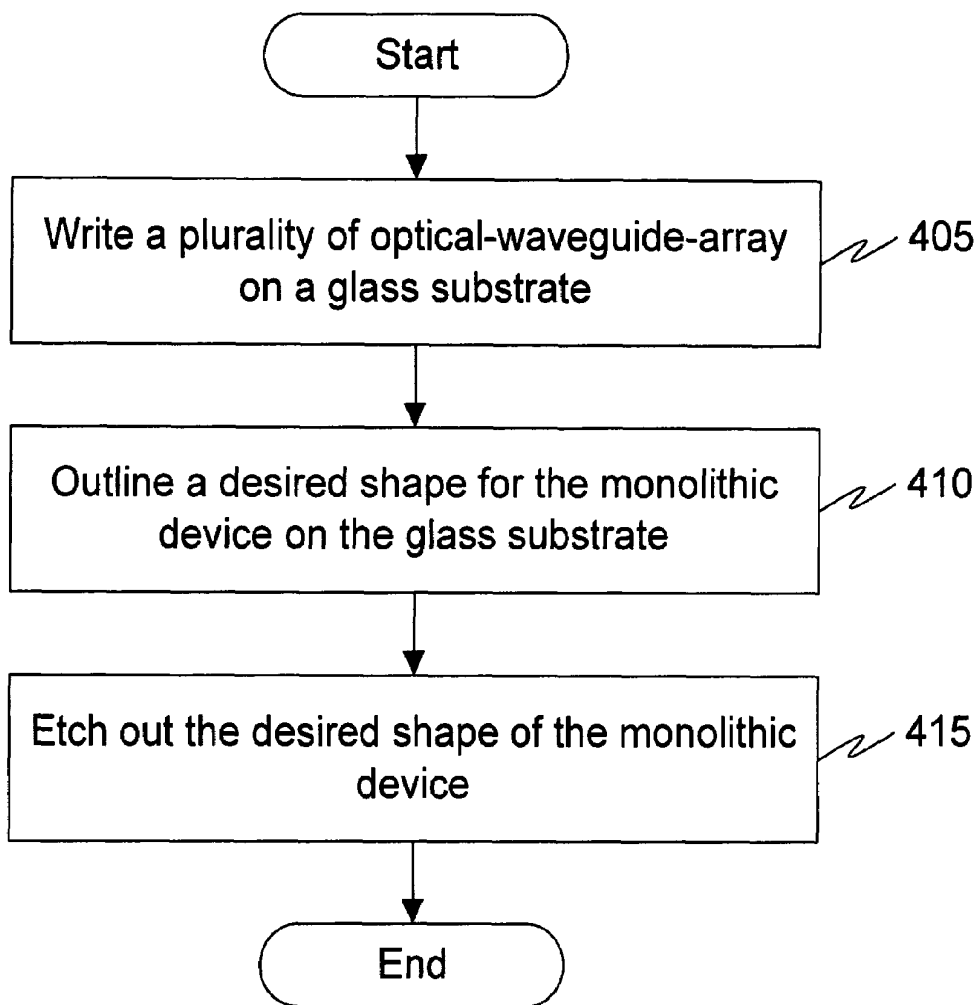 Start
Write a plurality of optical-waveguide-array
on a glass substrate
405
Outline a desired shape for the monolithic
device on the glass substrate
410
Etch out the desired shape of the monolithic
device
415
End